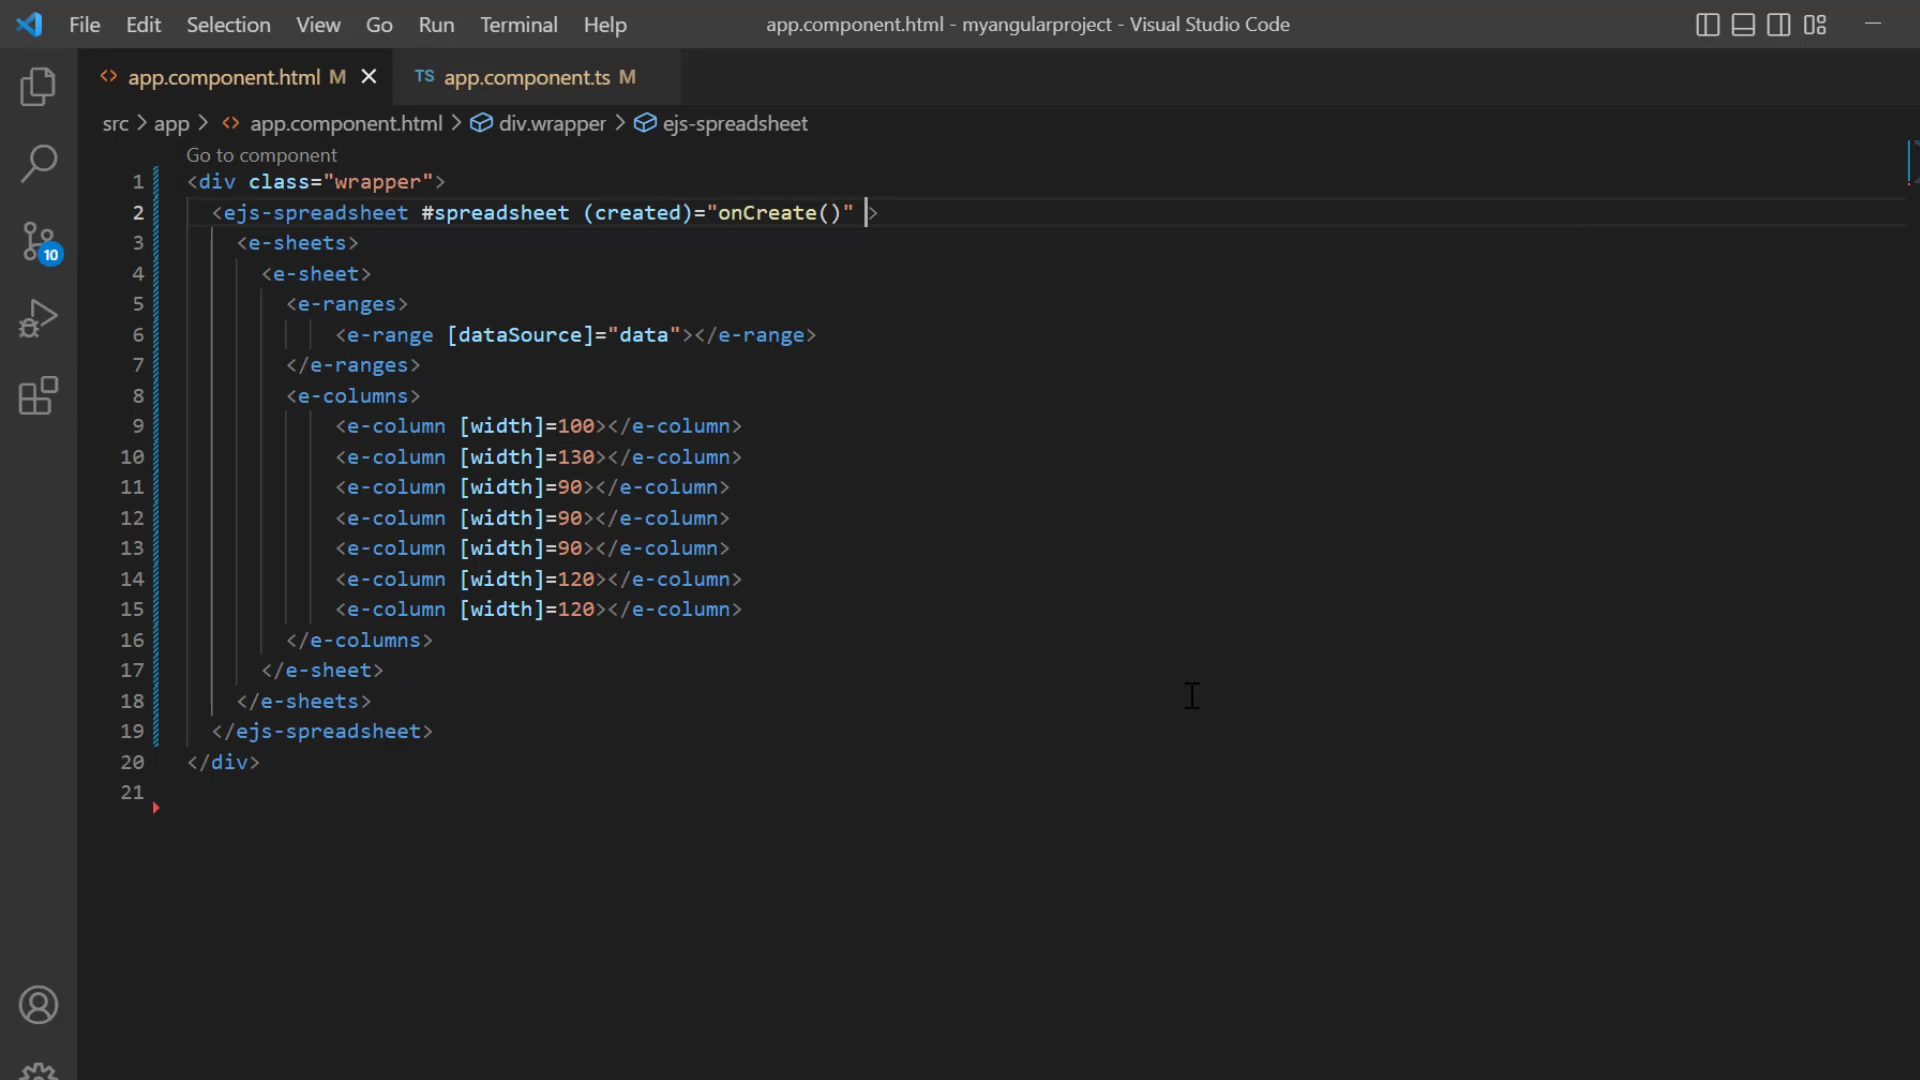 File Edit Selection View Go Run Terminal Help app.component.html - myangularproject - Visual Studio Code
<> app.component.html M TS app.component.ts M
src > app > <> app.component.html > div.wrapper > ejs-spreadsheet
Go to component
1 <div class="wrapper">
2 <ejs-spreadsheet #spreadsheet (created)="onCreate()" >
3 <e-sheets>
4 <e-sheet>
5 <e-ranges>
6 <e-range [dataSource]="data"></e-range>
7 </e-ranges>
8 <e-columns>
9 <e-column [width]=100></e-column>
10 <e-column [width]=130></e-column>
11 <e-column [width]=90></e-column>
12 <e-column [width]=90></e-column>
13 <e-column [width]=90></e-column>
14 <e-column [width]=120></e-column>
15 <e-column [width]=120></e-column>
16 </e-columns>
17 </e-sheet>
18 </e-sheets>
19 </ejs-spreadsheet>
20 </div>
21
10